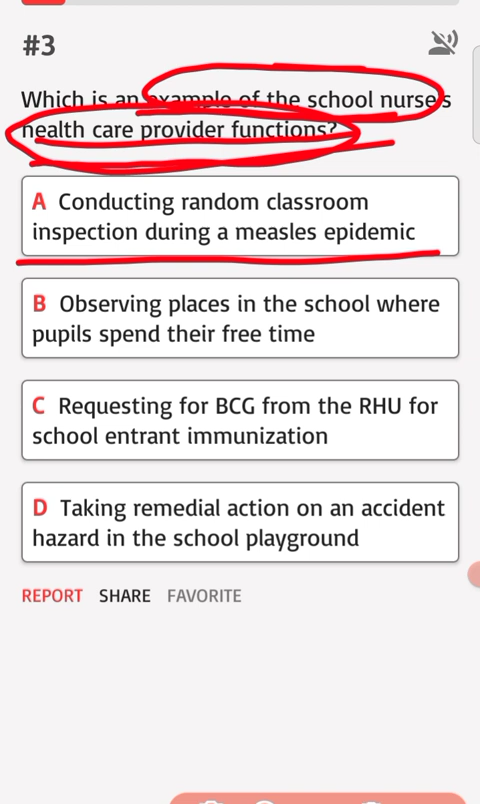 #3
Which is an example of the school nurse's
health care provider functions?
A Conducting random classroom
inspection during a measles epidemic
B Observing places in the school where
pupils spend their free time
C Requesting for BCG from the RHU for
school entrant immunization
D Taking remedial action on an accident
hazard in the school playground
REPORT SHARE FAVORITE